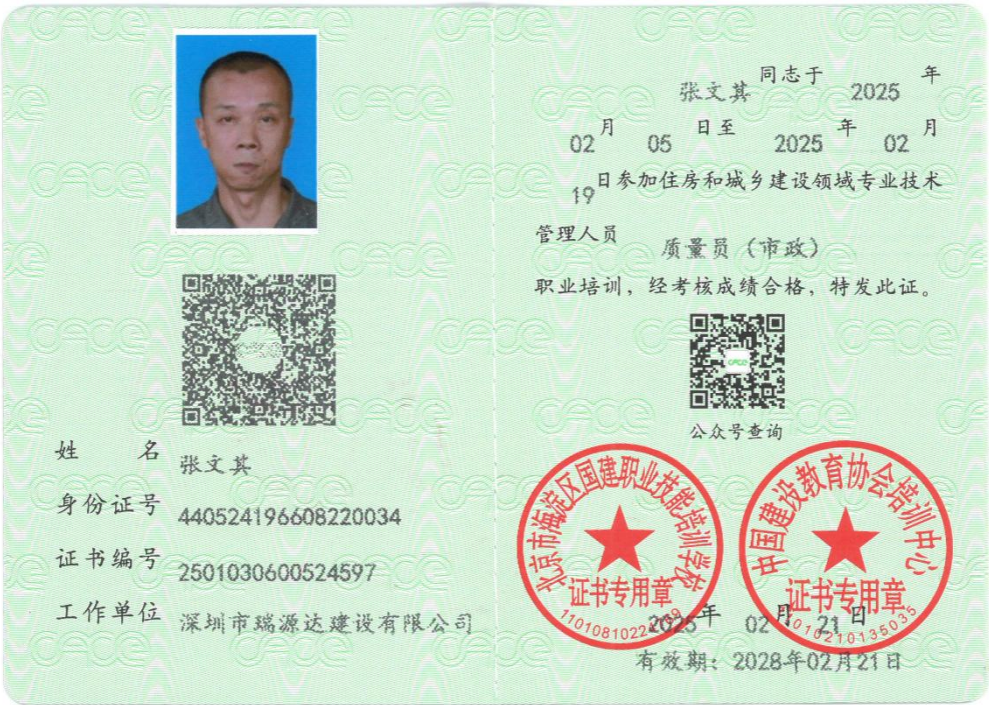 姓 名 张文其
身份证号 440524196608220034
证书编号 2501030600524597
工作单位 深圳市瑞源达建设有限公司
张文其 同志于 2025 年
02 月 05 日至 2025 年 02 月
19 日参加住房和城乡建设领域专业技术
管理人员 质量员（市政）
职业培训，经考核成绩合格，特发此证。
cece
公众号查询
北京市海淀区国建职业技能培训学校
证书专用章
中国建设教育协会培训中心
证书专用章
2025 年 02 月 21 日
有效期：2028年02月21日